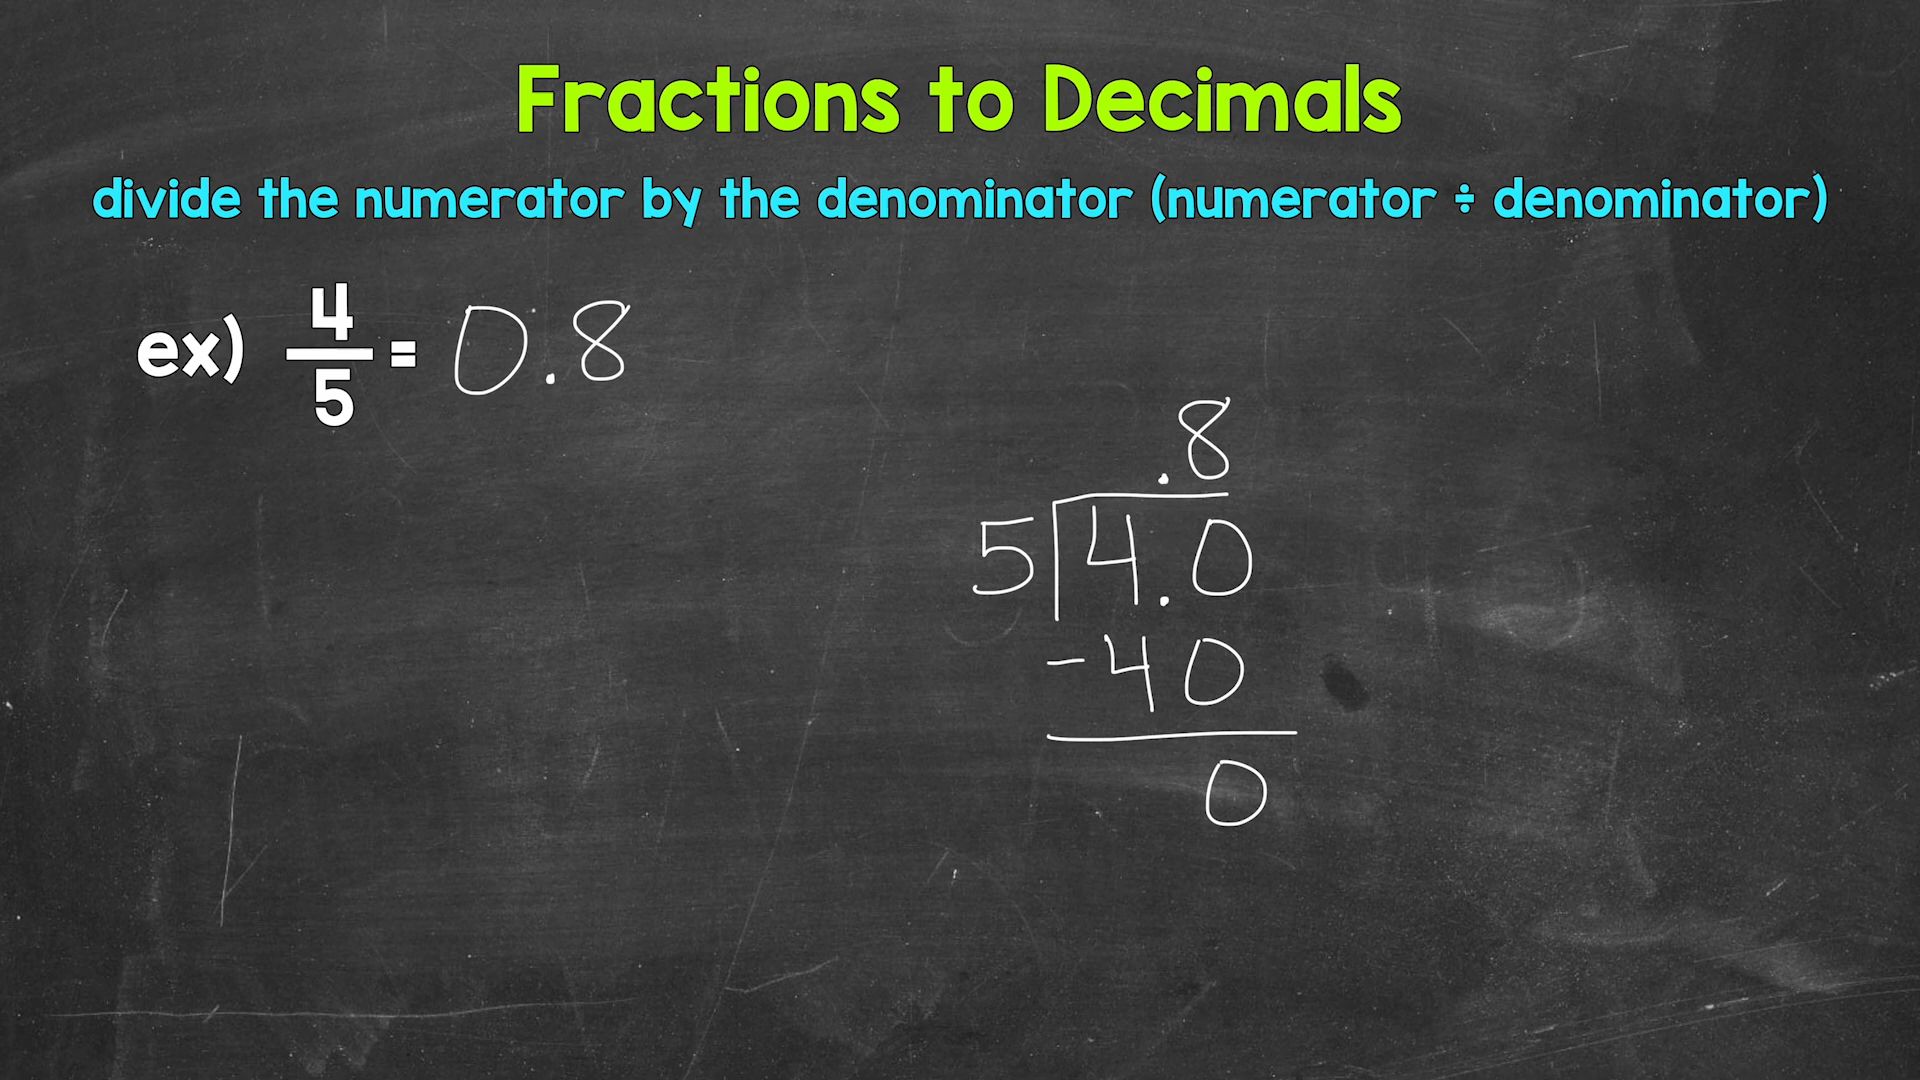 Fractions to Decimals
divide the numerator by the denominator (numerator ÷ denominator)
ex) 4/5 = 0.8
.8
5 4.0
-40
0